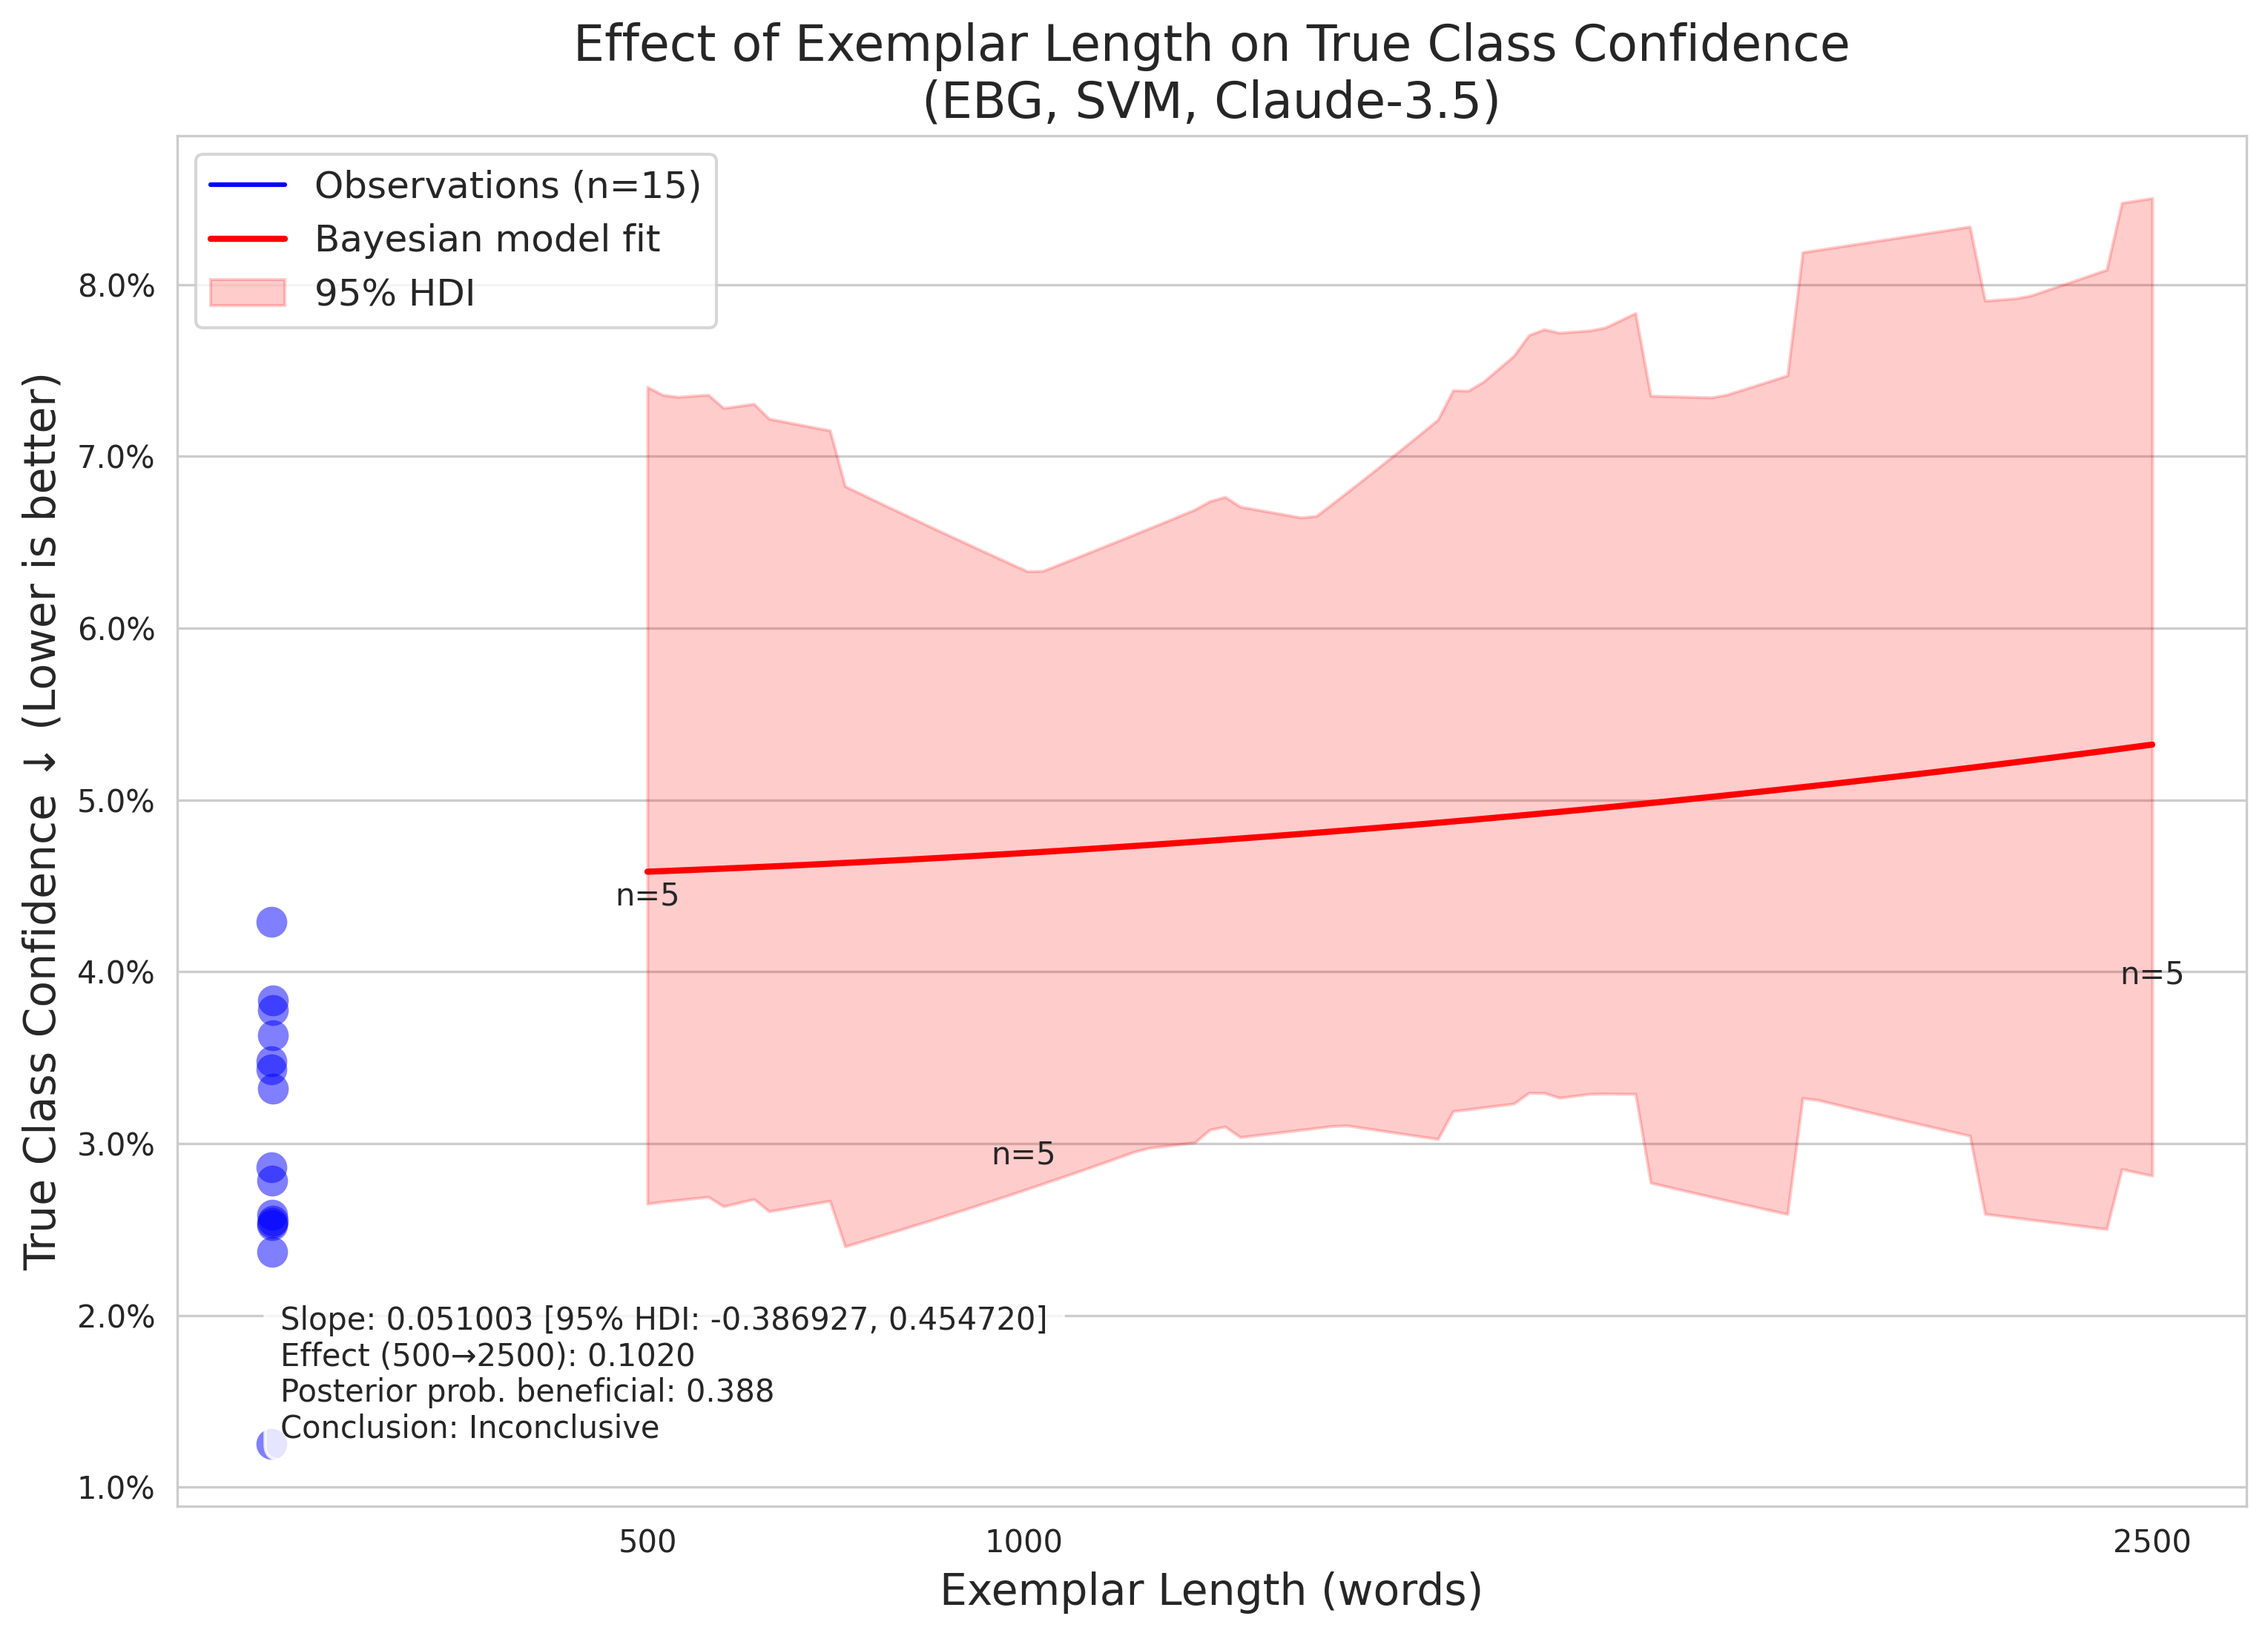 Effect of Exemplar Length on True Class Confidence
(EBG, SVM, Claude-3.5)
Observations (n=15)
Bayesian model fit
95% HDI
True Class Confidence ↓ (Lower is better)
8.0%
7.0%
6.0%
5.0%
4.0%
3.0%
2.0%
1.0%
n=5
n=5
n=5
Slope: 0.051003 [95% HDI: -0.386927, 0.454720]
Effect (500→2500): 0.1020
Posterior prob. beneficial: 0.388
Conclusion: Inconclusive
500
1000
2500
Exemplar Length (words)